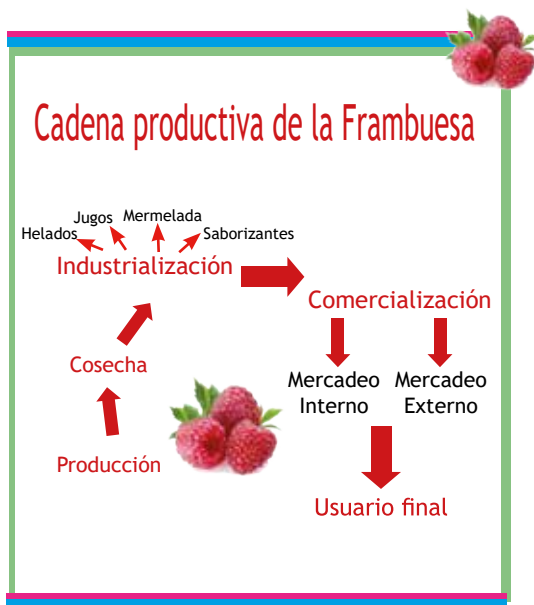 Cadena productiva de la Frambuesa
Helados
Jugos
Mermelada
Saborizantes
Industrialización
Comercialización
Cosecha
Mercadeo
Interno
Mercadeo
Externo
Producción
Usuario final